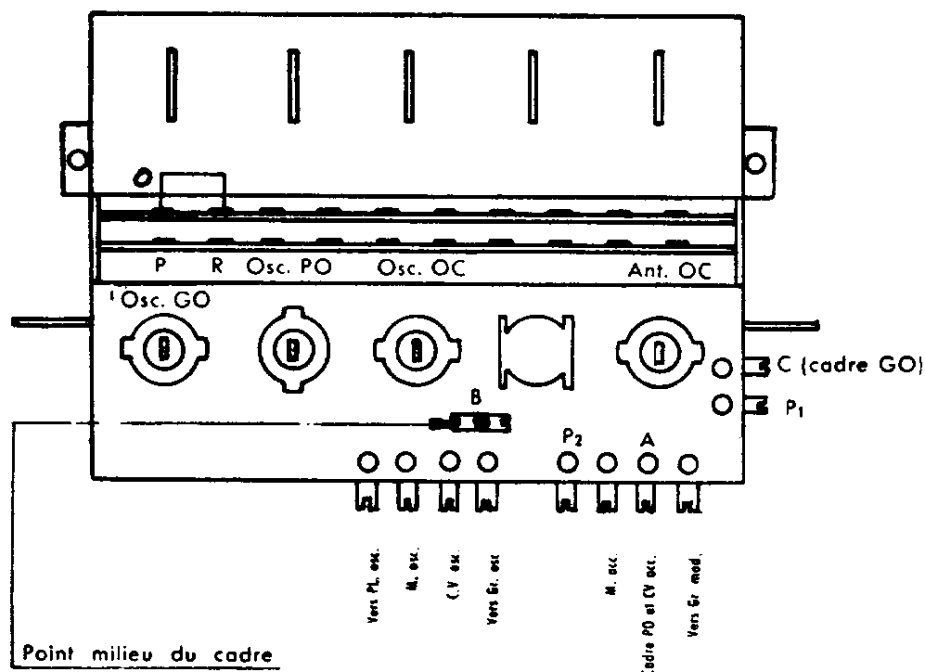 P R Osc. PO Osc. OC Ant. OC
Osc. GO
C (cadre GO)
B
P1
P2 A
Vers PL. osc.
M. osc.
C.V osc.
Vers Gr. osc
M. acc.
Cadre PO et CV acc.
Vers Gr mod.
Point milieu du cadre